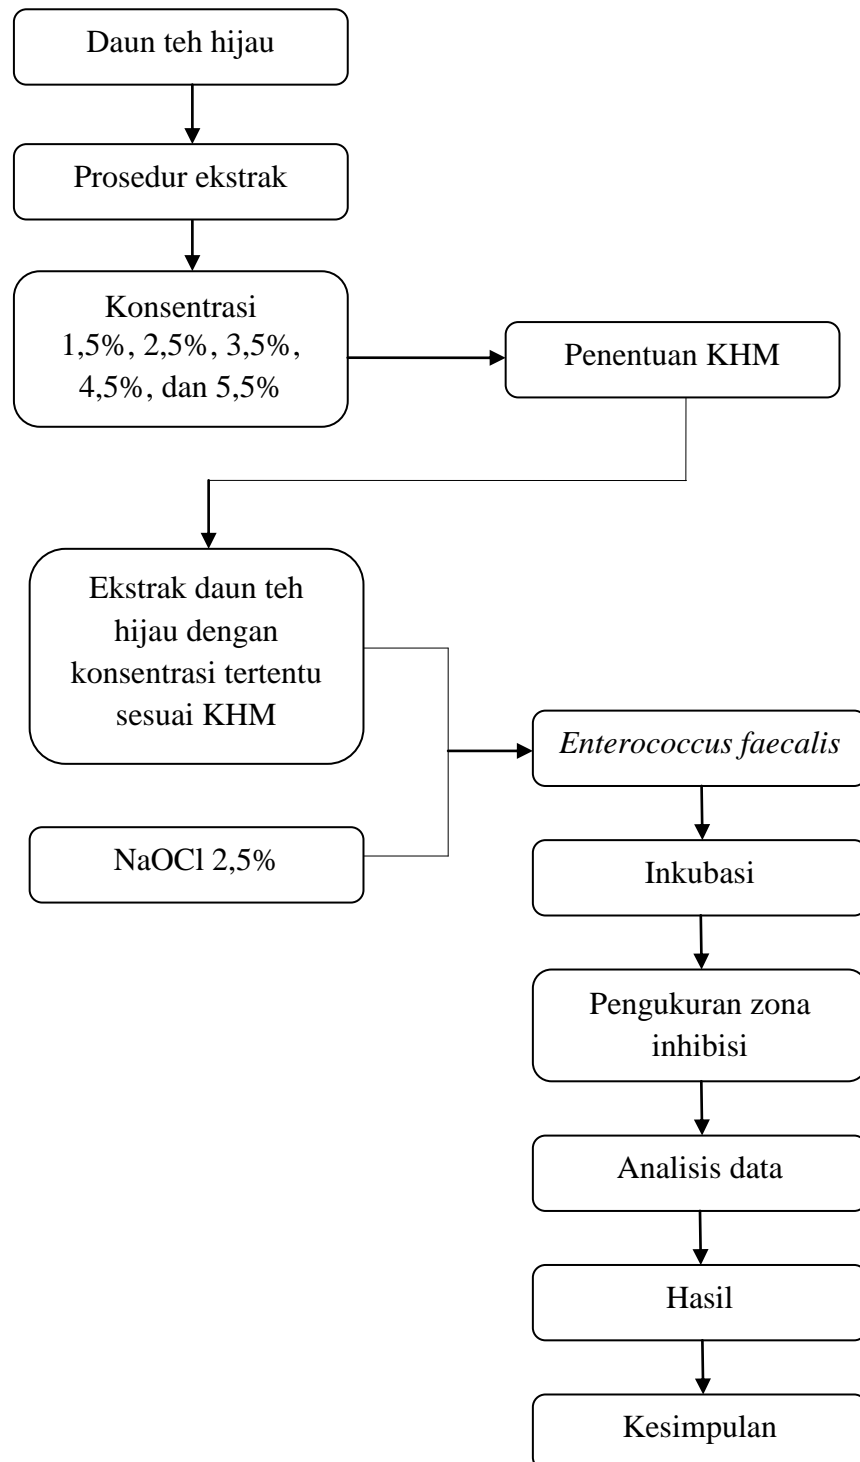 Daun teh hijau
Prosedur ekstrak
Konsentrasi
1,5%, 2,5%, 3,5%,
4,5%, dan 5,5%
Penentuan KHM
Ekstrak daun teh
hijau dengan
konsentrasi tertentu
sesuai KHM
NaOCl 2,5%
Enterococcus faecalis
Inkubasi
Pengukuran zona
inhibisi
Analisis data
Hasil
Kesimpulan